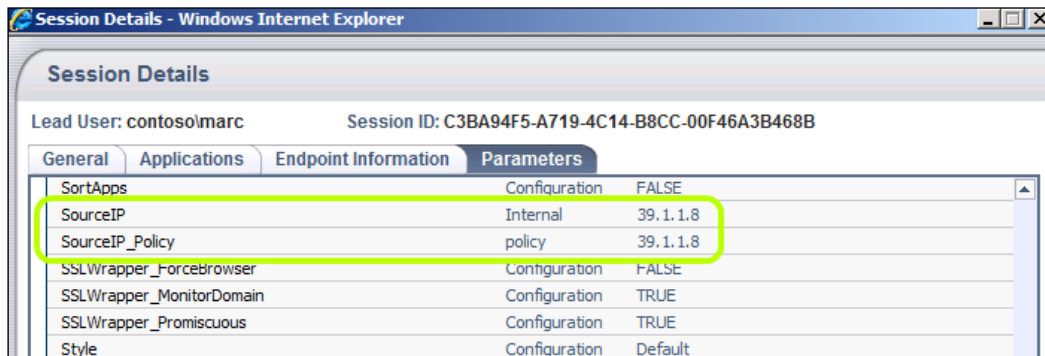 Session Details - Windows Internet Explorer
Session Details
Lead User: contoso\marc Session ID: C3BA94F5-A719-4C14-B8CC-00F46A3B468B
General Applications Endpoint Information Parameters
SortApps Configuration FALSE
SourceIP Internal 39.1.1.8
SourceIP_Policy policy 39.1.1.8
SSLWrapper_ForceBrowser Configuration FALSE
SSLWrapper_MonitorDomain Configuration TRUE
SSLWrapper_Promiscuous Configuration TRUE
Style Configuration Default